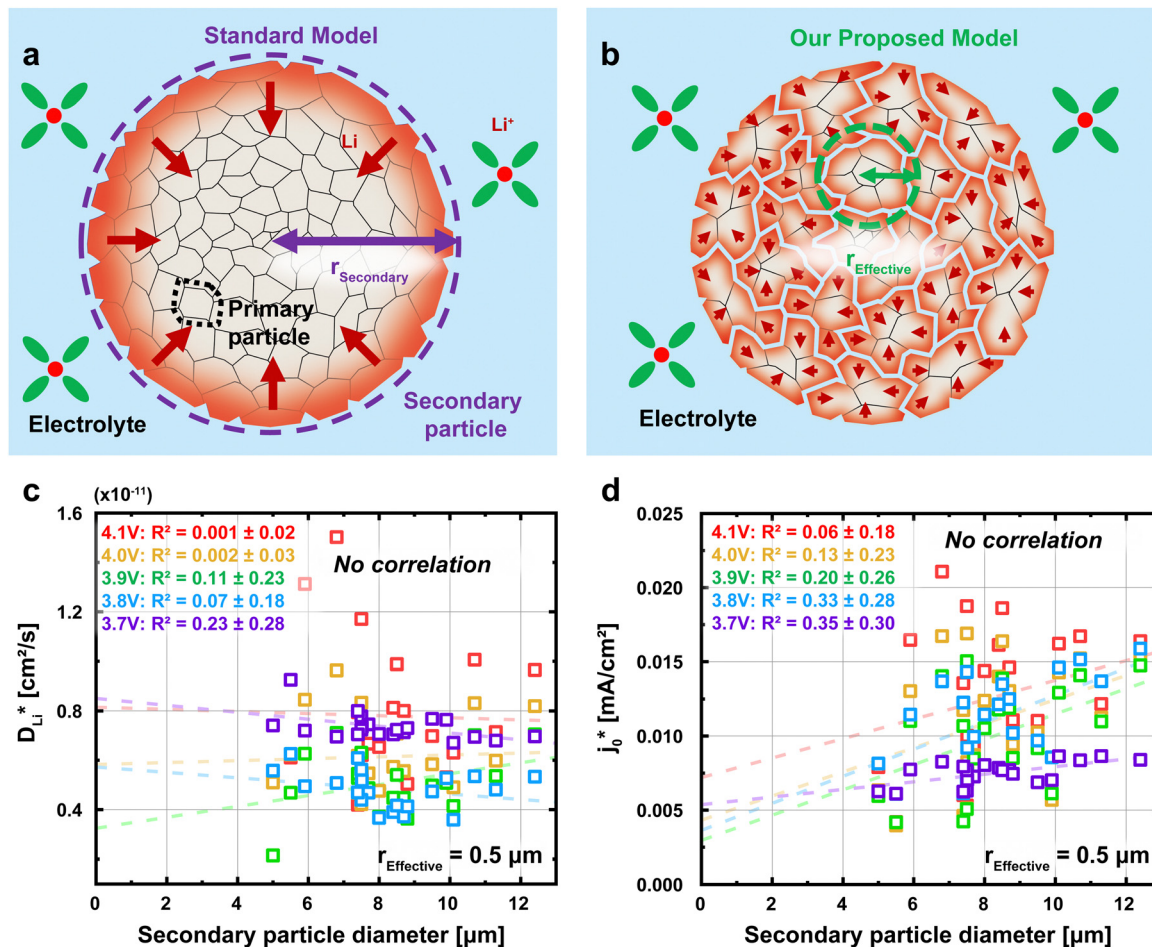 a
Standard Model
Li
Li⁺
r_Secondary
Primary
particle
Electrolyte
Secondary
particle
b
Our Proposed Model
r_Effective
Electrolyte
c
(x10⁻¹¹)
4.1V: R² = 0.001 ± 0.02
4.0V: R² = 0.002 ± 0.03
3.9V: R² = 0.11 ± 0.23
3.8V: R² = 0.07 ± 0.18
3.7V: R² = 0.23 ± 0.28
No correlation
r_Effective = 0.5 µm
D_Li* [cm²/s]
1.6
1.2
0.8
0.4
0 2 4 6 8 10 12
Secondary particle diameter [µm]
d
4.1V: R² = 0.06 ± 0.18
4.0V: R² = 0.13 ± 0.23
3.9V: R² = 0.20 ± 0.26
3.8V: R² = 0.33 ± 0.28
3.7V: R² = 0.35 ± 0.30
No correlation
r_Effective = 0.5 µm
j₀* [mA/cm²]
0.025
0.020
0.015
0.010
0.005
0.000
0 2 4 6 8 10 12
Secondary particle diameter [µm]